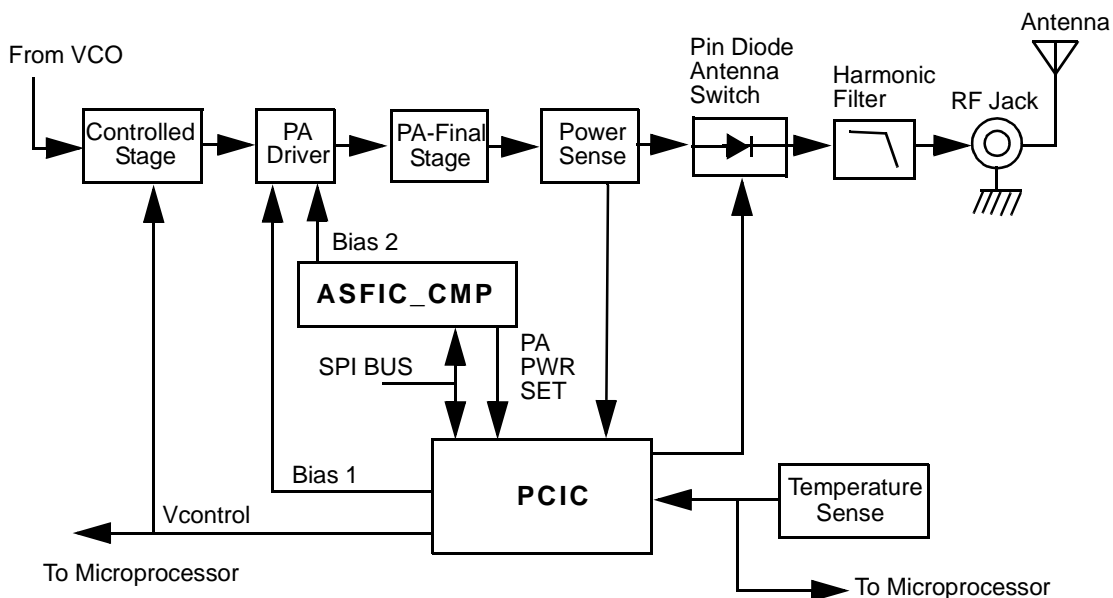 Antenna
From VCO
Pin Diode
Antenna
Switch
Harmonic
Filter
RF Jack
Controlled
Stage
PA
Driver
PA-Final
Stage
Power
Sense
Bias 2
ASFIC_CMP
SPI BUS
PA
PWR
SET
Bias 1
PCIC
Temperature
Sense
Vcontrol
To Microprocessor
To Microprocessor